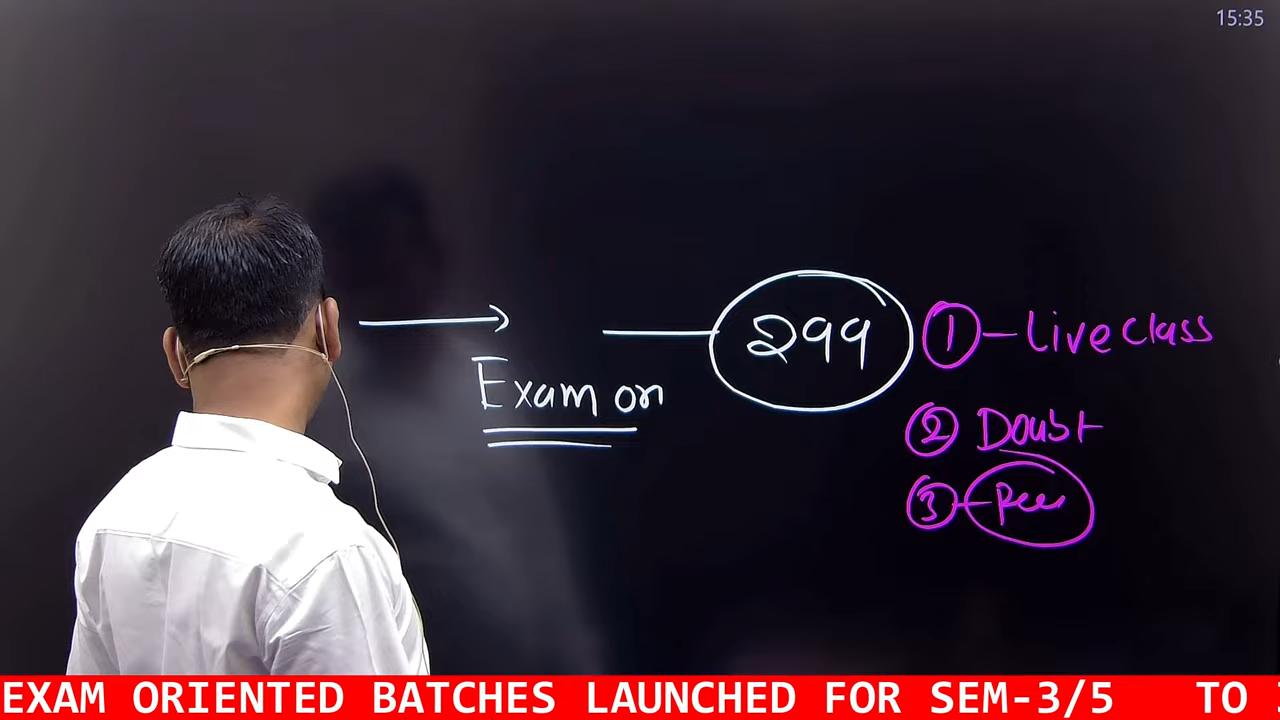 15:35
299
① - Live Class
Exam on
② Doubt
③ -
EXAM ORIENTED BATCHES LAUNCHED FOR SEM-3/5 TO